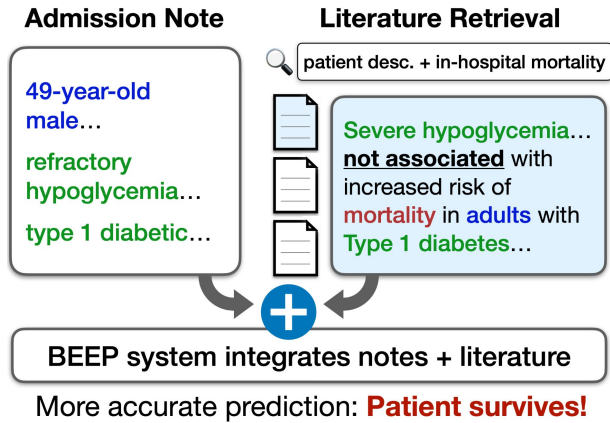 Admission Note
49-year-old
male…
refractory
hypoglycemia…
type 1 diabetic…
Literature Retrieval
patient desc. + in-hospital mortality
Severe hypoglycemia…
not associated with
increased risk of
mortality in adults with
Type 1 diabetes…
BEEP system integrates notes + literature
More accurate prediction: Patient survives!